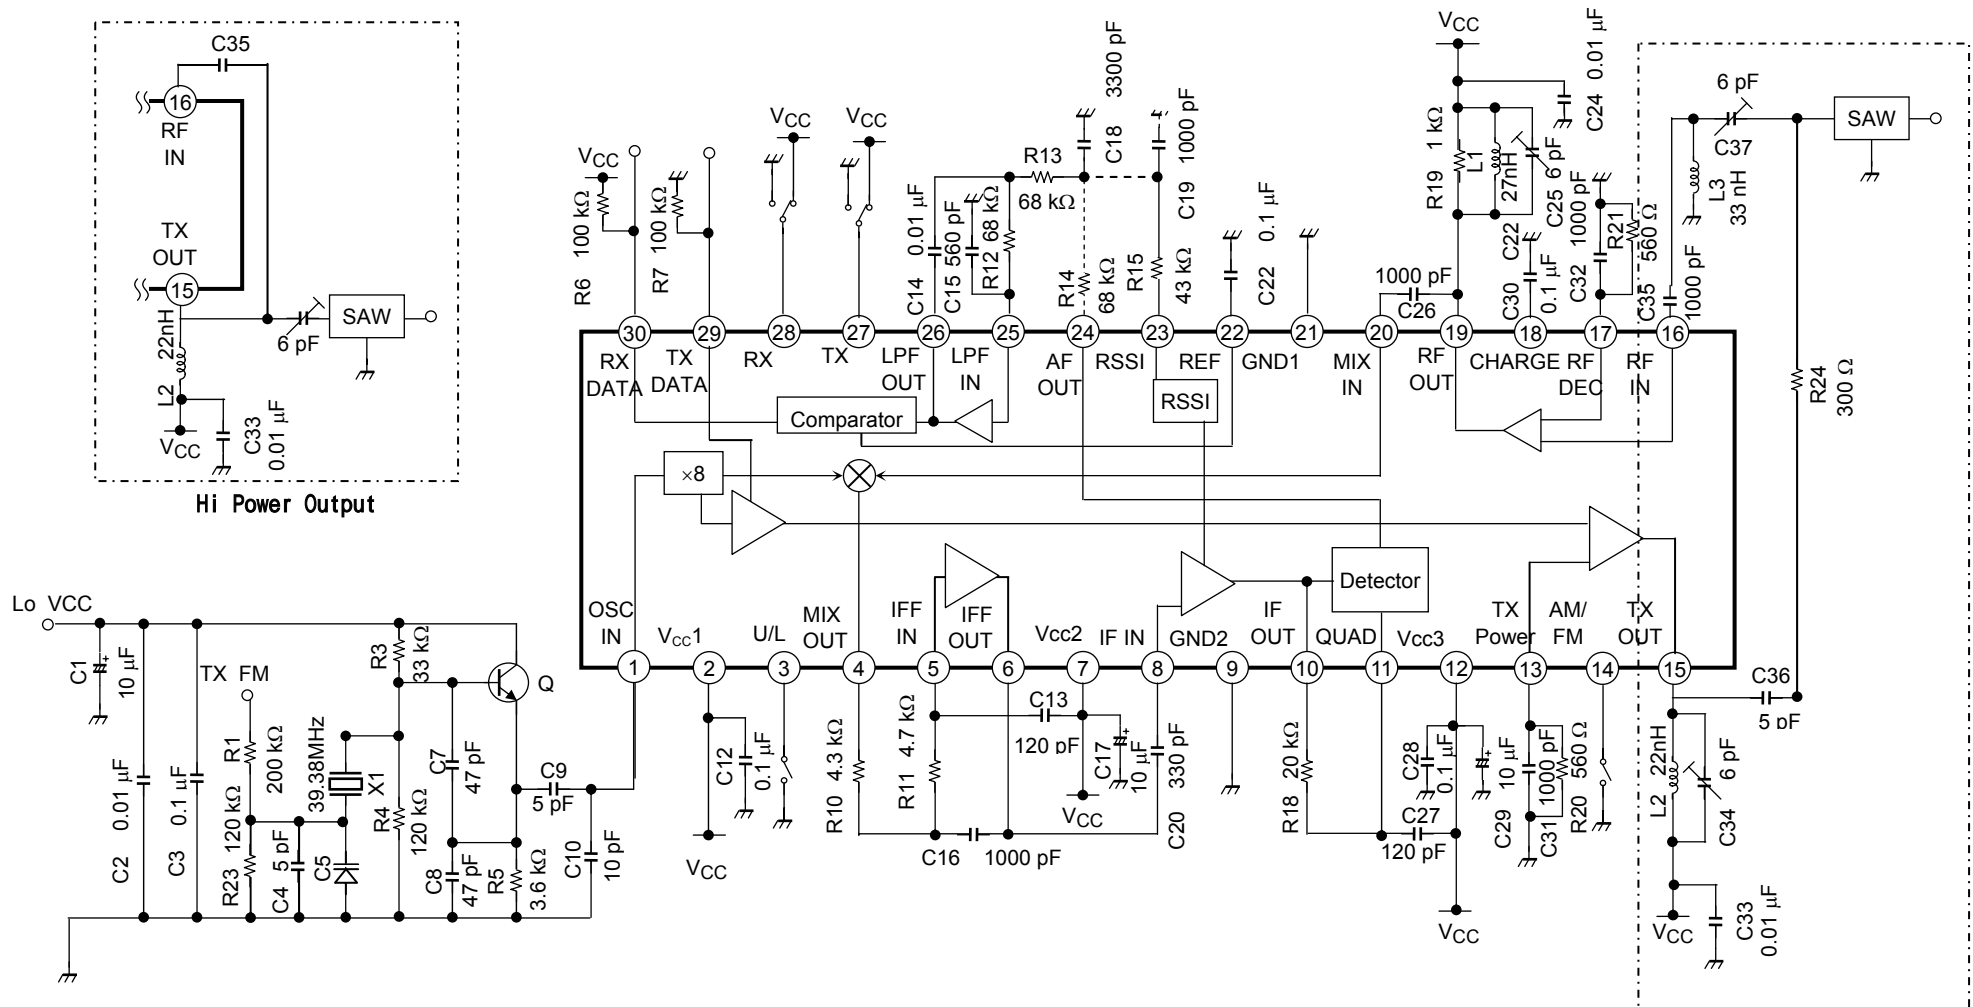 C35
16
RF
IN
TX
OUT
15
22nH
L2
6 pF
SAW
VCC
C33
0.01 µF
Hi Power Output
VCC
R6
100 kΩ
R7
100 kΩ
VCC
VCC
C14
0.01 µF
C15
560 pF
R12
68 kΩ
R13
68 kΩ
C18
3300 pF
R14
68 kΩ
C19
1000 pF
R15
43 kΩ
C22
0.1 µF
1000 pF
C26
VCC
R19
1 kΩ
L1
27nH
C25
6 pF
C24
0.01 µF
C22
C30
0.1 µF
C32
1000 pF
R21
560 Ω
C35
1000 pF
L3
33 nH
6 pF
C37
SAW
R24
300 Ω
30
29
28
27
26
25
24
23
22
21
20
19
18
17
16
RX
DATA
TX
DATA
RX
TX
LPF
OUT
LPF
IN
AF
OUT
RSSI
REF
GND1
MIX
IN
RF
OUT
CHARGE
RF
DEC
RF
IN
Comparator
RSSI
×8
Detector
OSC
IN
VCC1
U/L
MIX
OUT
IFF
IN
IFF
OUT
Vcc2
IF IN
GND2
IF
OUT
QUAD
Vcc3
TX
Power
AM/
FM
TX
OUT
1
2
3
4
5
6
7
8
9
10
11
12
13
14
15
Lo VCC
C1
10 µF
C2
0.01 µF
C3
0.1 µF
TX FM
R1
200 kΩ
R23
120 kΩ
C4
5 pF
C5
39.38MHz
X1
R3
33 kΩ
R4
120 kΩ
C7
47 pF
C8
47 pF
Q
R5
3.6 kΩ
C9
5 pF
C10
10 pF
C12
0.1 µF
VCC
R10
4.3 kΩ
R11
4.7 kΩ
C13
120 pF
C16
1000 pF
C17
10 µF
VCC
C20
330 pF
R18
20 kΩ
C27
120 pF
C28
0.1 µF
10 µF
VCC
C29
C31
1000 pF
R20
560 Ω
L2
22nH
6 pF
C34
C36
5 pF
VCC
C33
0.01 µF